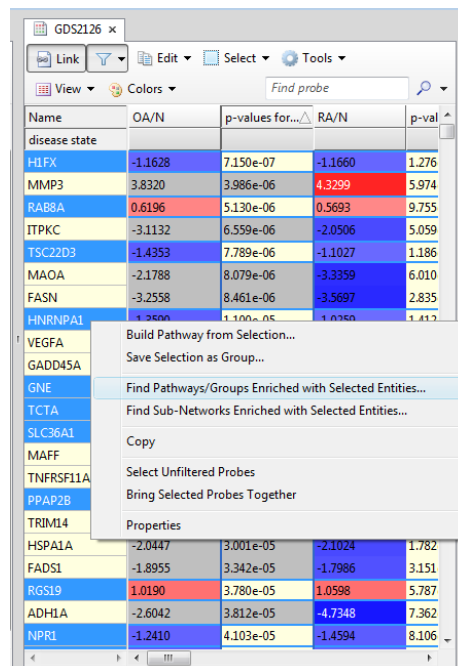 GDS2126 ×
Link Edit Select Tools
View Colors Find probe
Name OA/N p-values for... RA/N p-val
disease state
H1FX -1.1628 7.150e-07 -1.1660 1.276
MMP3 3.8320 3.986e-06 4.3299 5.974
RAB8A 0.6196 5.130e-06 0.5693 9.755
ITPKC -3.1132 6.559e-06 -2.0506 5.059
TSC22D3 -1.4353 7.789e-06 -1.1027 1.186
MAOA -2.1788 8.079e-06 -3.3359 6.010
FASN -3.2558 8.461e-06 -3.5697 2.835
HNRNPA1 -1.3590 1.100e-05 -1.0259 1.412
VEGFA
GADD45A
GNE
TCTA
SLC36A1
MAFF
TNFRSF11A
PPAP2B
TRIM14
Build Pathway from Selection...
Save Selection as Group...
Find Pathways/Groups Enriched with Selected Entities...
Find Sub-Networks Enriched with Selected Entities...
Copy
Select Unfiltered Probes
Bring Selected Probes Together
Properties
HSPA1A -2.0447 3.001e-05 -2.1024 1.782
FADS1 -1.8955 3.342e-05 -1.7986 3.151
RGS19 1.0190 3.780e-05 1.0598 5.787
ADH1A -2.6042 3.812e-05 -4.7348 7.362
NPR1 -1.2410 4.103e-05 -1.4594 8.106